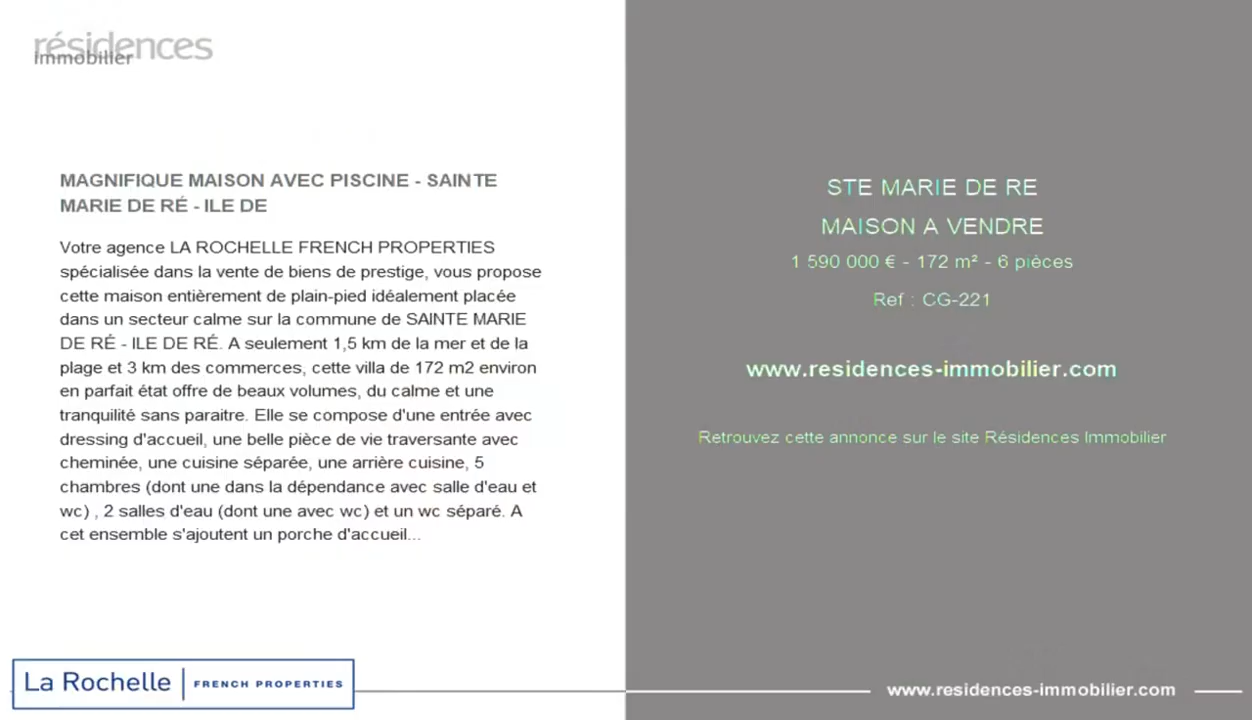 résidences
immobilier
MAGNIFIQUE MAISON AVEC PISCINE - SAINTE
MARIE DE RÉ - ILE DE
Votre agence LA ROCHELLE FRENCH PROPERTIES
spécialisée dans la vente de biens de prestige, vous propose
cette maison entièrement de plain-pied idéalement placée
dans un secteur calme sur la commune de SAINTE MARIE
DE RÉ - ILE DE RÉ. A seulement 1,5 km de la mer et de la
plage et 3 km des commerces, cette villa de 172 m2 environ
en parfait état offre de beaux volumes, du calme et une
tranquilité sans paraitre. Elle se compose d'une entrée avec
dressing d'accueil, une belle pièce de vie traversante avec
cheminée, une cuisine séparée, une arrière cuisine, 5
chambres (dont une dans la dépendance avec salle d'eau et
wc) , 2 salles d'eau (dont une avec wc) et un wc séparé. A
cet ensemble s'ajoutent un porche d'accueil...
La Rochelle FRENCH PROPERTIES
STE MARIE DE RE
MAISON A VENDRE
1 590 000 € - 172 m² - 6 pièces
Ref : CG-221
www.residences-immobilier.com
Retrouvez cette annonce sur le site Résidences Immobilier
www.residences-immobilier.com